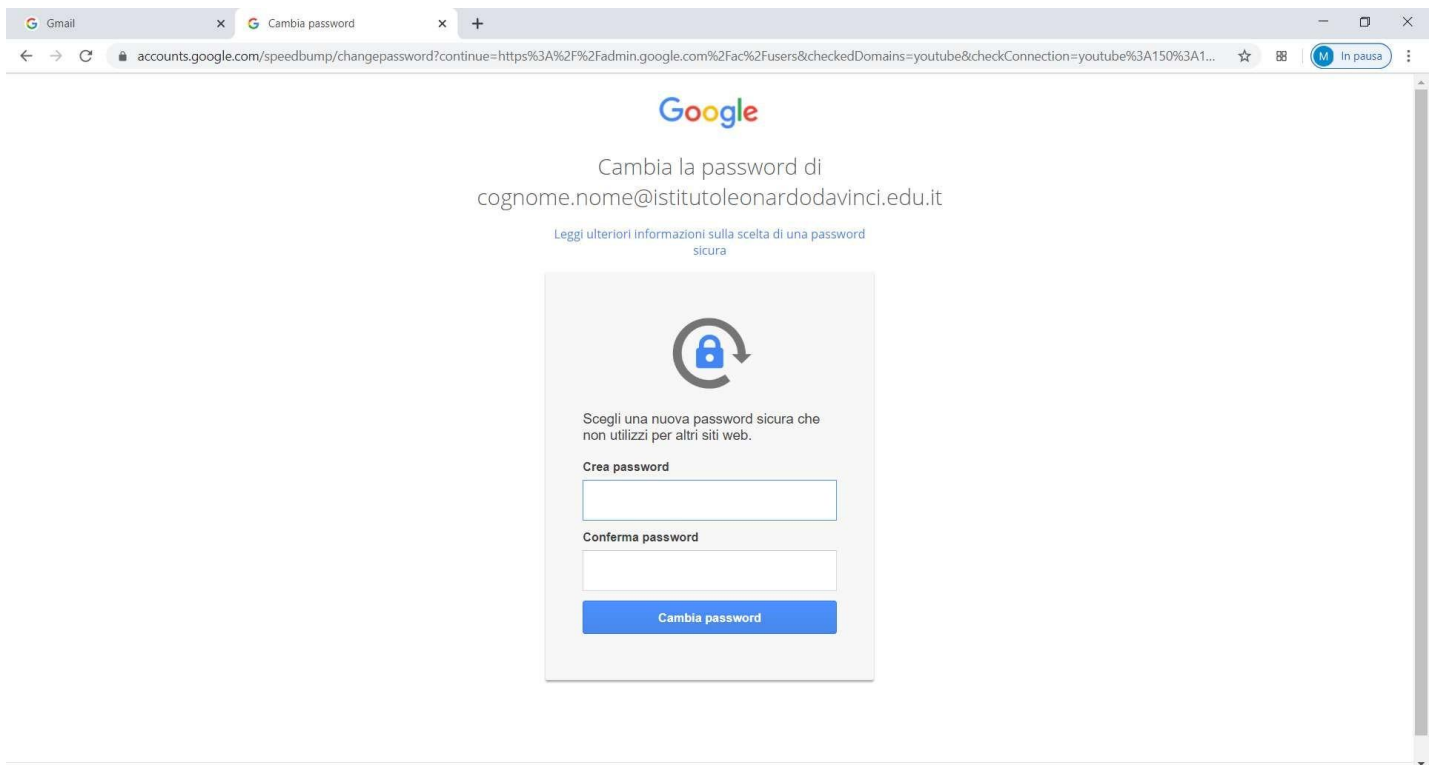 Gmail
Cambia password
accounts.google.com/speedbump/changepassword?continue=https%3A%2F%2Fadmin.google.com%2Fac%2Fusers&checkedDomains=youtube&checkConnection=youtube%3A150%3A1...
M In pausa
Google
Cambia la password di
cognome.nome@istitutoleonardodavinci.edu.it
Leggi ulteriori informazioni sulla scelta di una password
sicura
Scegli una nuova password sicura che
non utilizzi per altri siti web.
Crea password
Conferma password
Cambia password